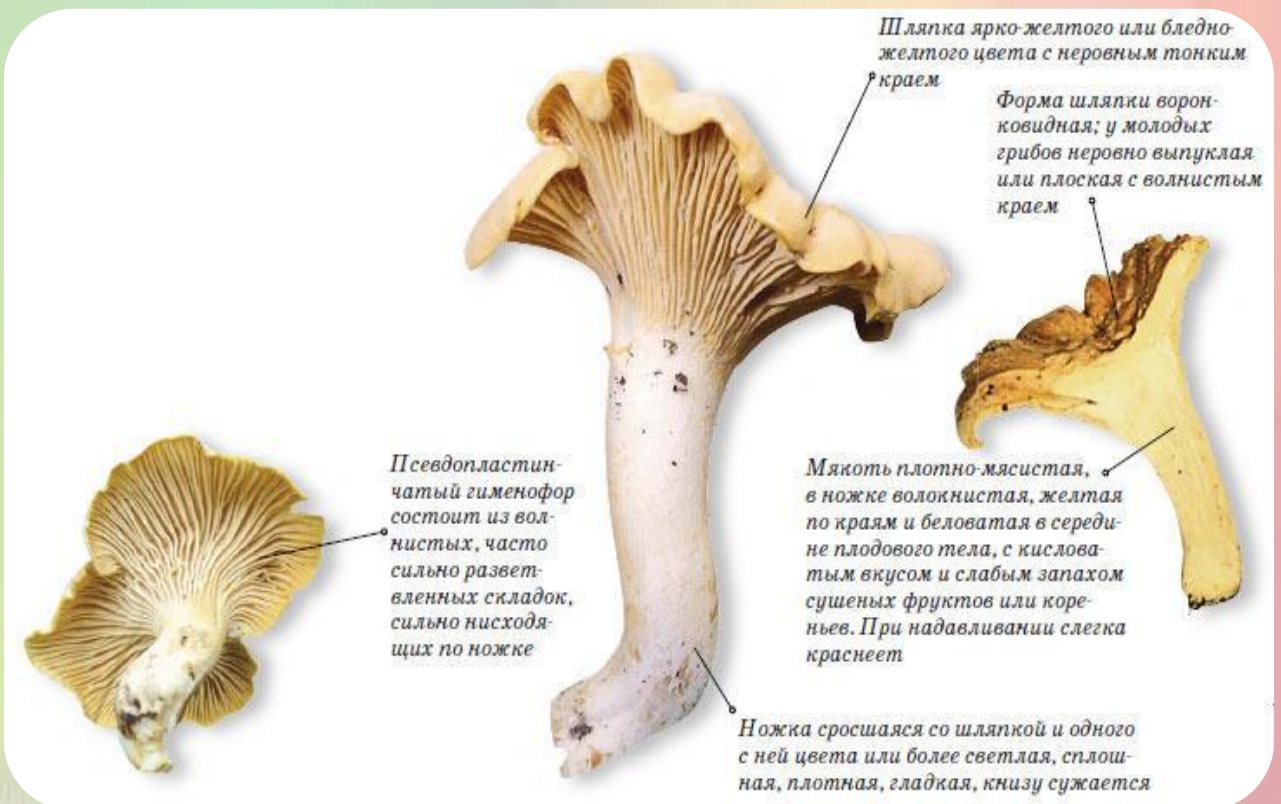 Шляпка ярко-желтого или бледно-
желтого цвета с неровным тонким
краем
Форма шляпки ворон-
ковидная; у молодых
грибов неровно выпуклая
или плоская с волнистым
краем
Псевдопластин-
чатый гименофор
состоит из вол-
нистых, часто
сильно развет-
вленных складок,
сильно нисходя-
щих по ножке
Мякоть плотно-мясистая,
в ножке волокнистая, желтая
по краям и беловатая в середи-
не плодового тела, с кислова-
тым вкусом и слабым запахом
сушеных фруктов или коре-
ньев. При надавливании слегка
краснеет
Ножка сросшаяся со шляпкой и одного
с ней цвета или более светлая, сплош-
ная, плотная, гладкая, книзу сужается